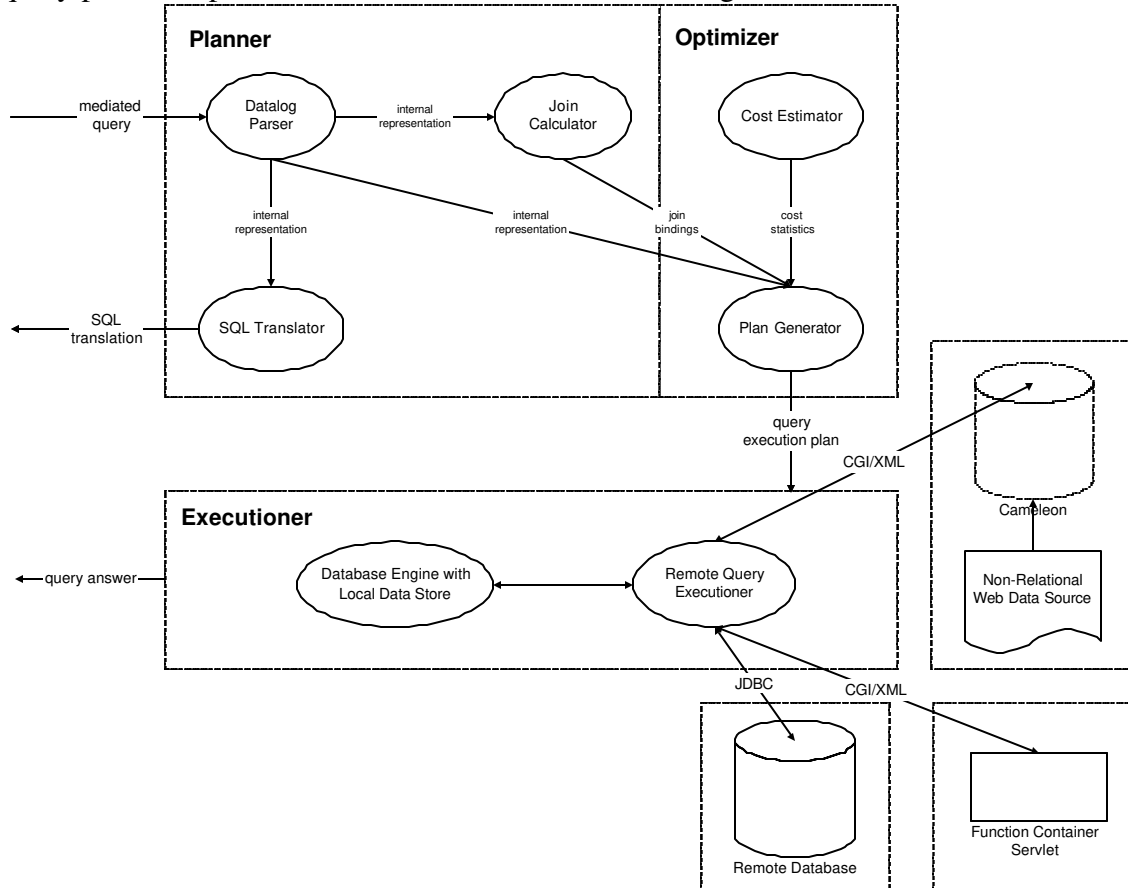 Planner
Optimizer
mediated
query
Datalog
Parser
internal
representation
Join
Calculator
Cost Estimator
internal
representation
internal
representation
join
bindings
cost
statistics
SQL
translation
SQL Translator
Plan Generator
query
execution plan
CGI/XML
Cameleon
Executioner
query answer
Database Engine with
Local Data Store
Remote Query
Executioner
Non-Relational
Web Data Source
JDBC
CGI/XML
Remote Database
Function Container
Servlet